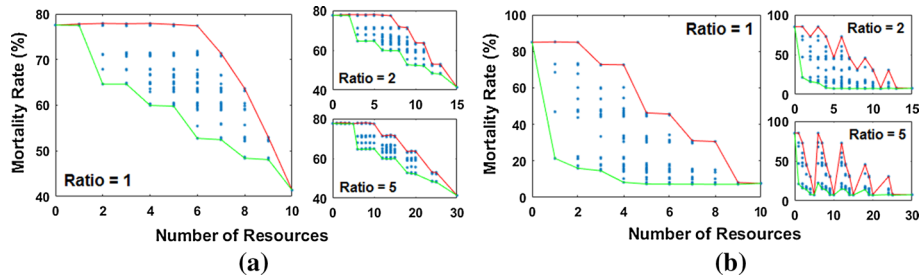 Mortality Rate (%)
80
70
60
50
40
0 2 4 6 8 10
Ratio = 1
80
60
40
0 5 10 15
Ratio = 2
80
60
40
0 10 20 30
Ratio = 5
Number of Resources
(a)
Mortality Rate (%)
100
80
60
40
20
0
0 2 4 6 8 10
Ratio = 1
100
50
0
0 5 10 15
Ratio = 2
100
50
0
0 10 20 30
Ratio = 5
Number of Resources
(b)